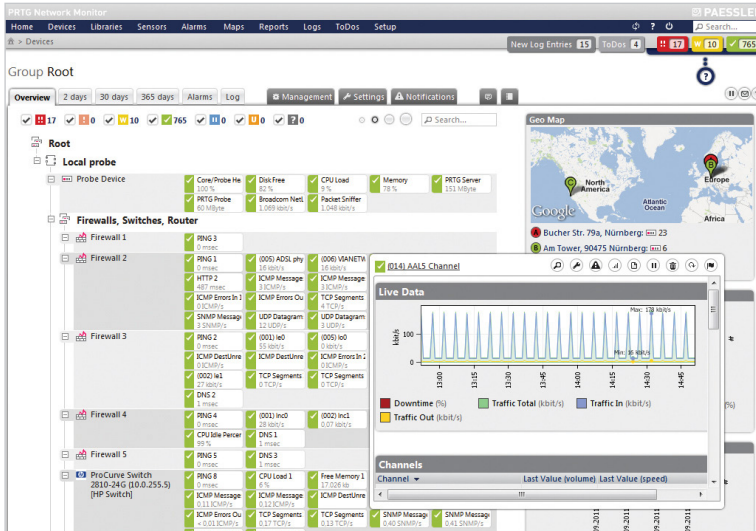 PRTG Network Monitor
PAESSLER
Home Devices Libraries Sensors Alarms Maps Reports Logs ToDos Setup
Search...
> Devices
New Log Entries 15 ToDos 4 !! 17 W 10 765
Group Root
Overview 2 days 30 days 365 days Alarms Log Management Settings Notifications
!! 17 ! 0 W 10 765 II 0 U 0 ? 0 Search...
Root
Local probe
Probe Device
Core/Probe He Disk Free CPU Load Memory PRTG Server
100 % 82 % 9 % 78 % 151 MByte
PRTG Probe Broadcom NetL Packet Sniffer
60 MByte 1.069 kbit/s 1.048 kbit/s
Firewalls, Switches, Router
Firewall 1
PING 3
0 msec
Firewall 2
PING 1 (005) ADSL phy (006) VIANETW
0 msec 16 kbit/s 16 kbit/s
HTTP 2 ICMP Message ICMP Message
487 msec 3 ICMP/s 3 ICMP/s
ICMP Errors In 1 ICMP Errors Ou TCP Segments
0 ICMP/s 4 TCP/s
SNMP Message UDP Datagram UDP Datagram
3 SNMP/s 12 UDP/s 3 UDP/s
Firewall 3
PING 2 (001) le0 (005) lo0
0 msec 55 kbit/s 0 kbit/s
ICMP DestUnre ICMP DestUnre ICMP Errors In 2
0 ICMP/s 0 ICMP/s 0 ICMP/s
(002) le1 TCP Segments TCP Segments
27 kbit/s 0 TCP/s 0 TCP/s
DNS 2
1 msec
Firewall 4
PING 4 (001) lnc0 (002) lnc1
0 msec 28 kbit/s 0.07 kbit/s
CPU Idle Percen DNS 1
99 % 1 msec
Firewall 5
PING 5 DNS 3
0 msec 1 msec
ProCurve Switch
2810-24G (10.0.255.5)
[HP Switch]
PING 8 CPU Load 1 Free Memory 1
0 msec 6 % 17.026 kb
ICMP Message ICMP Message ICMP DestUnre
0.11 ICMP/s 0.12 ICMP/s
ICMP Errors Ou TCP Segments TCP Segments SNMP Message SNMP Message
< 0.01 ICMP/s 0.17 TCP/s 0.13 TCP/s 0.40 SNMP/s 0.41 SNMP/s
Geo Map
North
America
Europe
Atlantic
Ocean
Africa
Google
A
B
C
A Bucher Str. 79a, Nürnberg: 23
B Am Tower, 90475 Nürnberg: 6
(014) AAL5 Channel
Live Data
Max: 178 kbit/s
kbit/s
100
0
Min: 16 kbit/s
13:00 13:15 13:30 13:45 14:00 14:15 14:30 14:45
Downtime (%) Traffic Total (kbit/s) Traffic In (kbit/s)
Traffic Out (kbit/s)
Channels
Channel Last Value (volume) Last Value (speed)
(%)
09.2011 09.2011 09.2011 09.2011